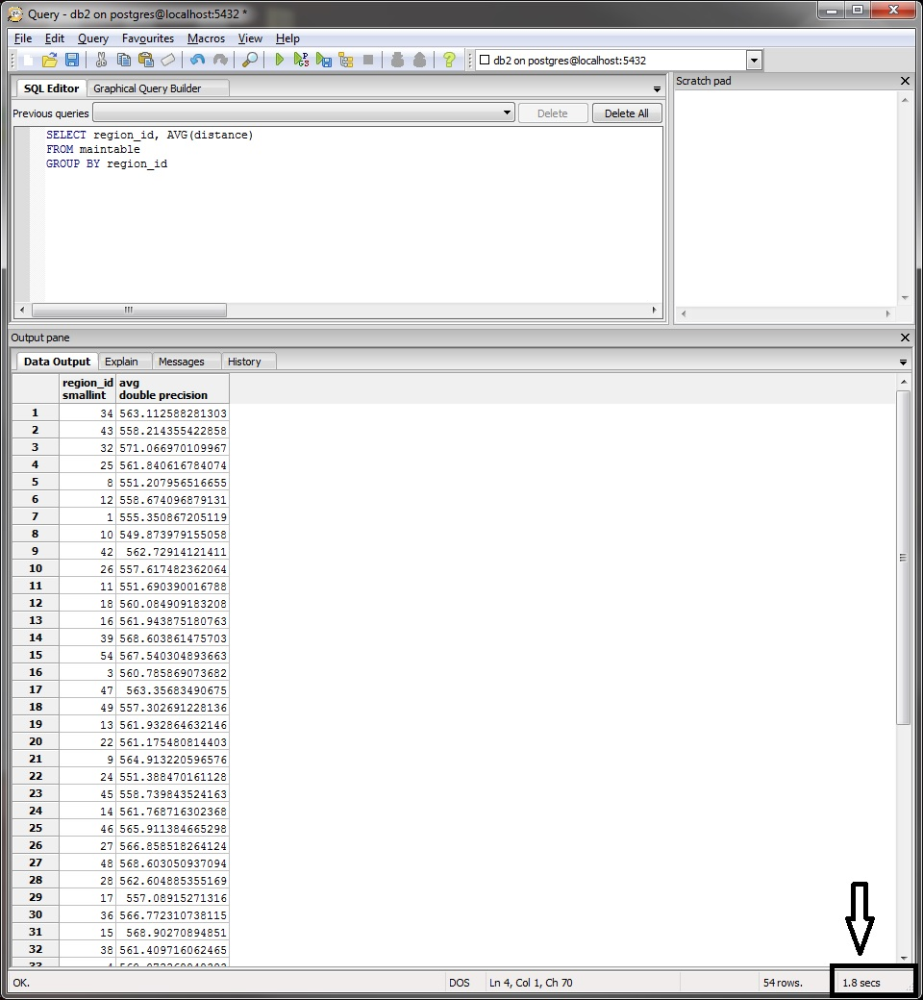 Query - db2 on postgres@localhost:5432 *
File Edit Query Favourites Macros View Help
db2 on postgres@localhost:5432
SQL Editor Graphical Query Builder
Scratch pad
Previous queries Delete Delete All
SELECT region_id, AVG(distance)
FROM maintable
GROUP BY region_id
Output pane
Data Output Explain Messages History
region_id avg
smallint double precision
1 34 563.112588281303
2 43 558.214355422858
3 32 571.066970109967
4 25 561.840616784074
5 8 551.207956516655
6 12 558.674096879131
7 1 555.350867205119
8 10 549.873979155058
9 42 562.72914121411
10 26 557.617482362064
11 11 551.690390016788
12 18 560.084909183208
13 16 561.943875180763
14 39 568.603861475703
15 54 567.540304893663
16 3 560.785869073682
17 47 563.35683490675
18 49 557.302691228136
19 13 561.932864632146
20 22 561.175480814403
21 9 564.913220596576
22 24 551.388470161128
23 45 558.739843524163
24 14 561.768716302368
25 46 565.911384665298
26 27 566.858518264124
27 48 568.603050937094
28 28 562.604885355169
29 17 557.08915271316
30 36 566.772310738115
31 15 568.90270894851
32 38 561.409716062465
33 4
OK. DOS Ln 4, Col 1, Ch 70 54 rows. 1.8 secs